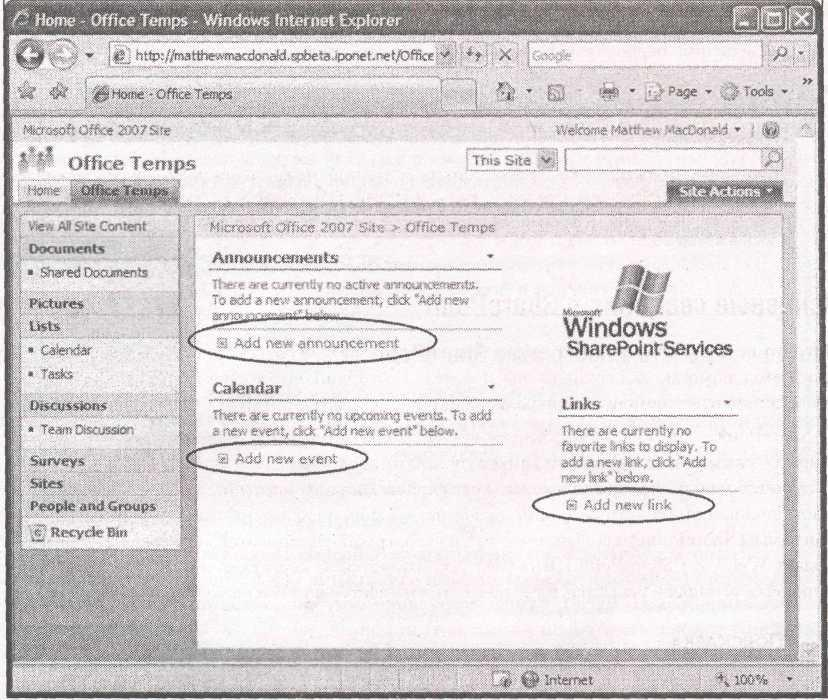 Home - Office Temps - Windows Internet Explorer
http://matthewmacdonald.spbeta.iponet.net/Office
Google
Home - Office Temps
Page
Tools
Microsoft Office 2007 Site
Welcome Matthew MacDonald
Office Temps
This Site
Home
Office Temps
Site Actions
View All Site Content
Documents
Shared Documents
Pictures
Lists
Calendar
Tasks
Discussions
Team Discussion
Surveys
Sites
People and Groups
Recycle Bin
Microsoft Office 2007 Site > Office Temps
Announcements
There are currently no active announcements.
To add a new announcement, click "Add new
announcement" below.
Add new announcement
Calendar
There are currently no upcoming events. To add
a new event, click "Add new event" below.
Add new event
Microsoft
Windows
SharePoint Services
Links
There are currently no
favorite links to display. To
add a new link, click "Add
new link" below.
Add new link
Internet
100%